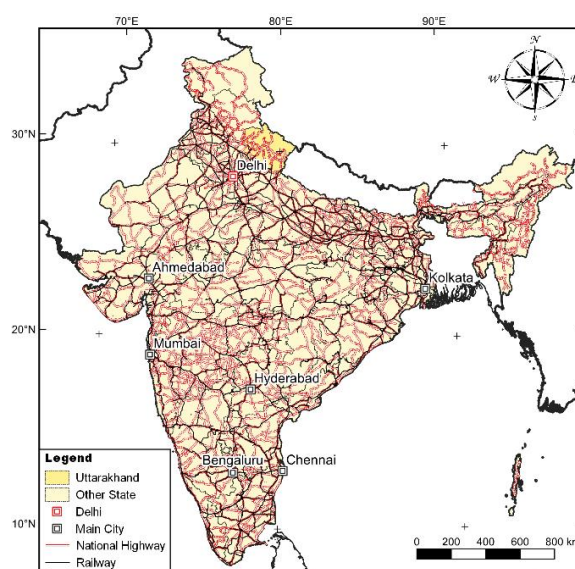 70°E
80°E
90°E
N
W
E
S
30°N
Delhi
Ahmedabad
Kolkata
20°N
Mumbai
Hyderabad
Bengaluru
Chennai
10°N
Legend
Uttarakhand
Other State
Delhi
Main City
National Highway
Railway
0 200 400 600 800 km